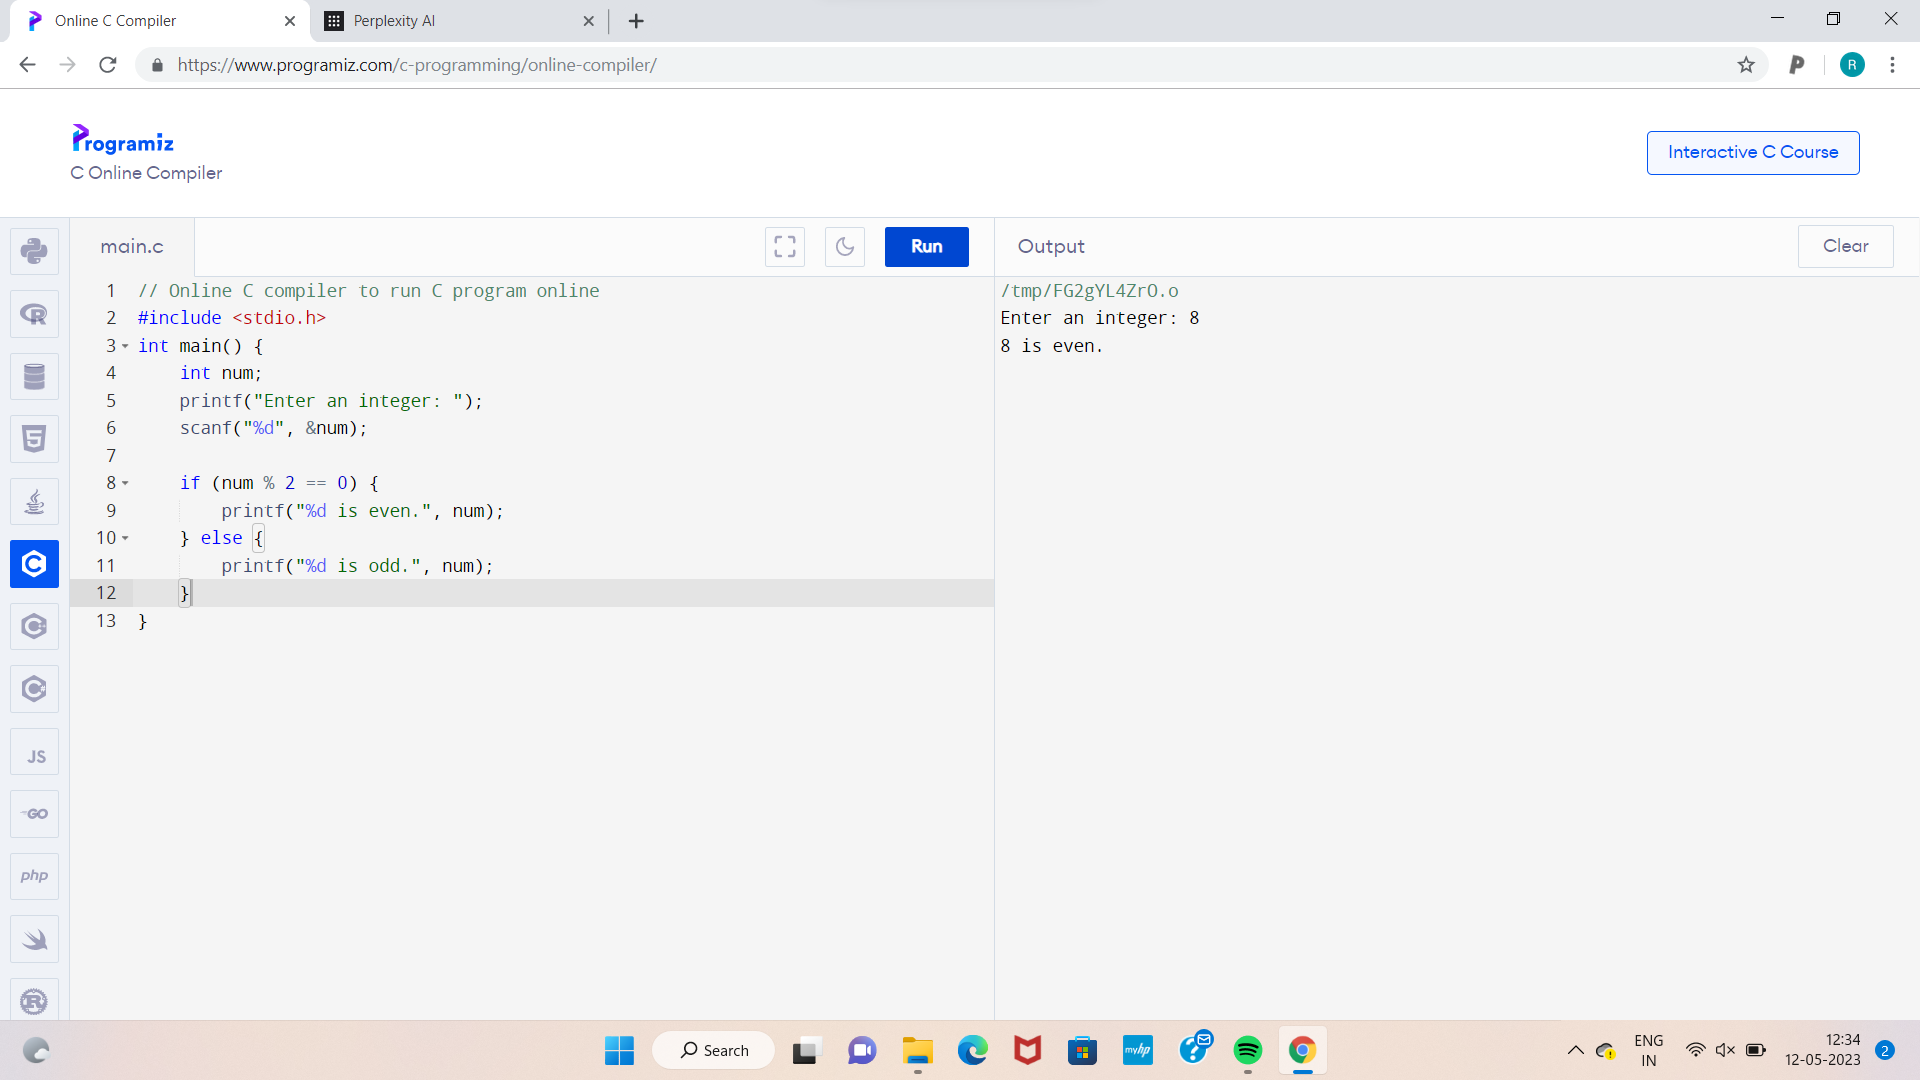 Online C Compiler
Perplexity AI
https://www.programiz.com/c-programming/online-compiler/
R
Programiz
C Online Compiler
Interactive C Course
main.c
Run
Output
Clear
1 // Online C compiler to run C program online
2 #include <stdio.h>
3 int main() {
4     int num;
5     printf("Enter an integer: ");
6     scanf("%d", &num);
7
8     if (num % 2 == 0) {
9         printf("%d is even.", num);
10     } else {
11         printf("%d is odd.", num);
12     }
13 }
/tmp/FG2gYL4ZrO.o
Enter an integer: 8
8 is even.
JS
GO
php
Search
myhp
ENG
IN
12:34
12-05-2023
2